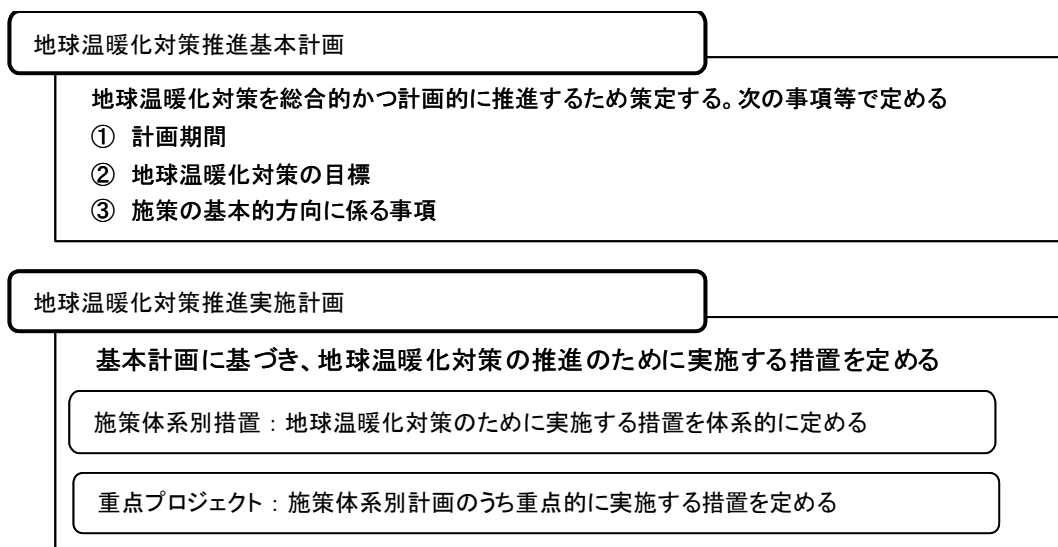 地球温暖化対策推進基本計画
地球温暖化対策を総合的かつ計画的に推進するため策定する。次の事項等で定める
① 計画期間
② 地球温暖化対策の目標
③ 施策の基本的方向に係る事項
地球温暖化対策推進実施計画
基本計画に基づき、地球温暖化対策の推進のために実施する措置を定める
施策体系別措置：地球温暖化対策のために実施する措置を体系的に定める
重点プロジェクト：施策体系別計画のうち重点的に実施する措置を定める